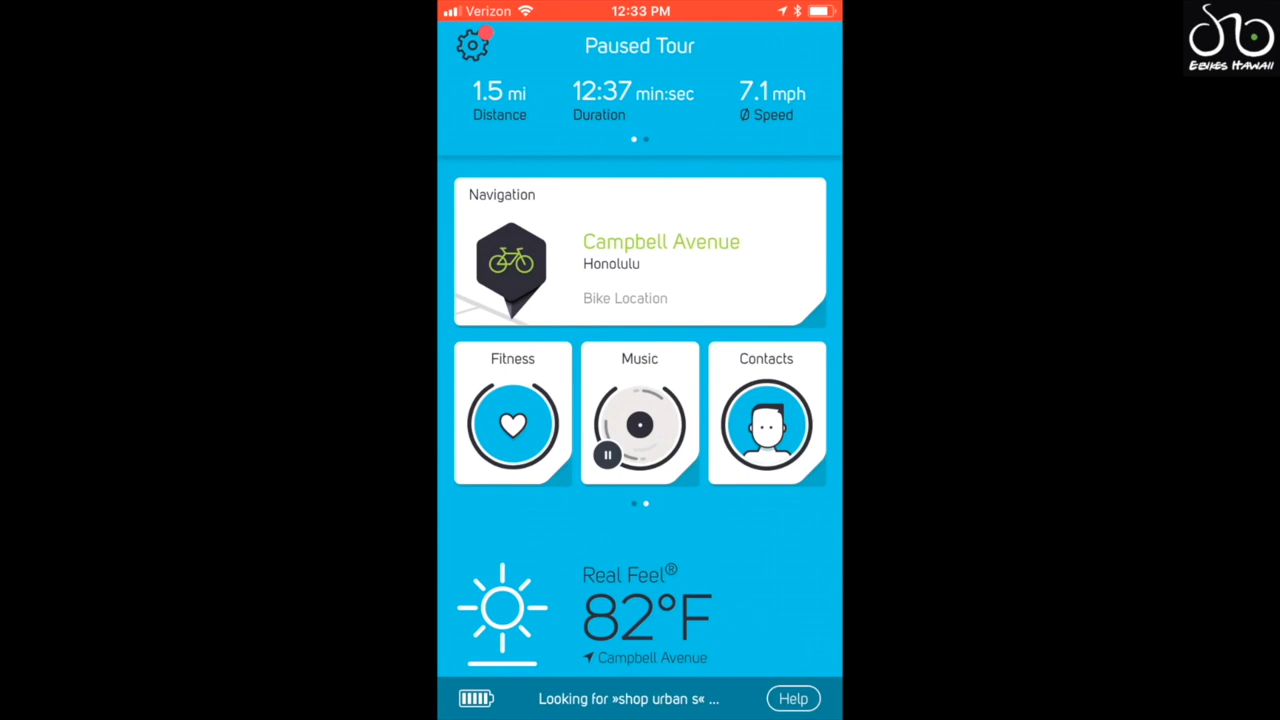 Verizon 12:33 PM
EBIKES HAWAII
Paused Tour
1.5 mi 12:37 min:sec 7.1 mph
Distance Duration Ø Speed
Navigation
Campbell Avenue
Honolulu
Bike Location
Fitness Music Contacts
Real Feel®
82°F
Campbell Avenue
Looking for »shop urban s« ... Help